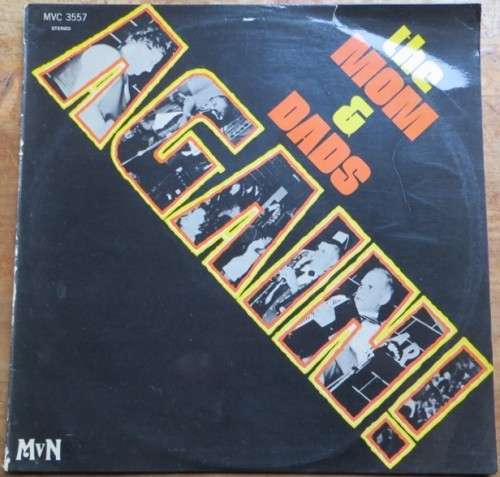 MVC 3557
STEREO
the
MOM
&
DADS
AGAIN!
MvN